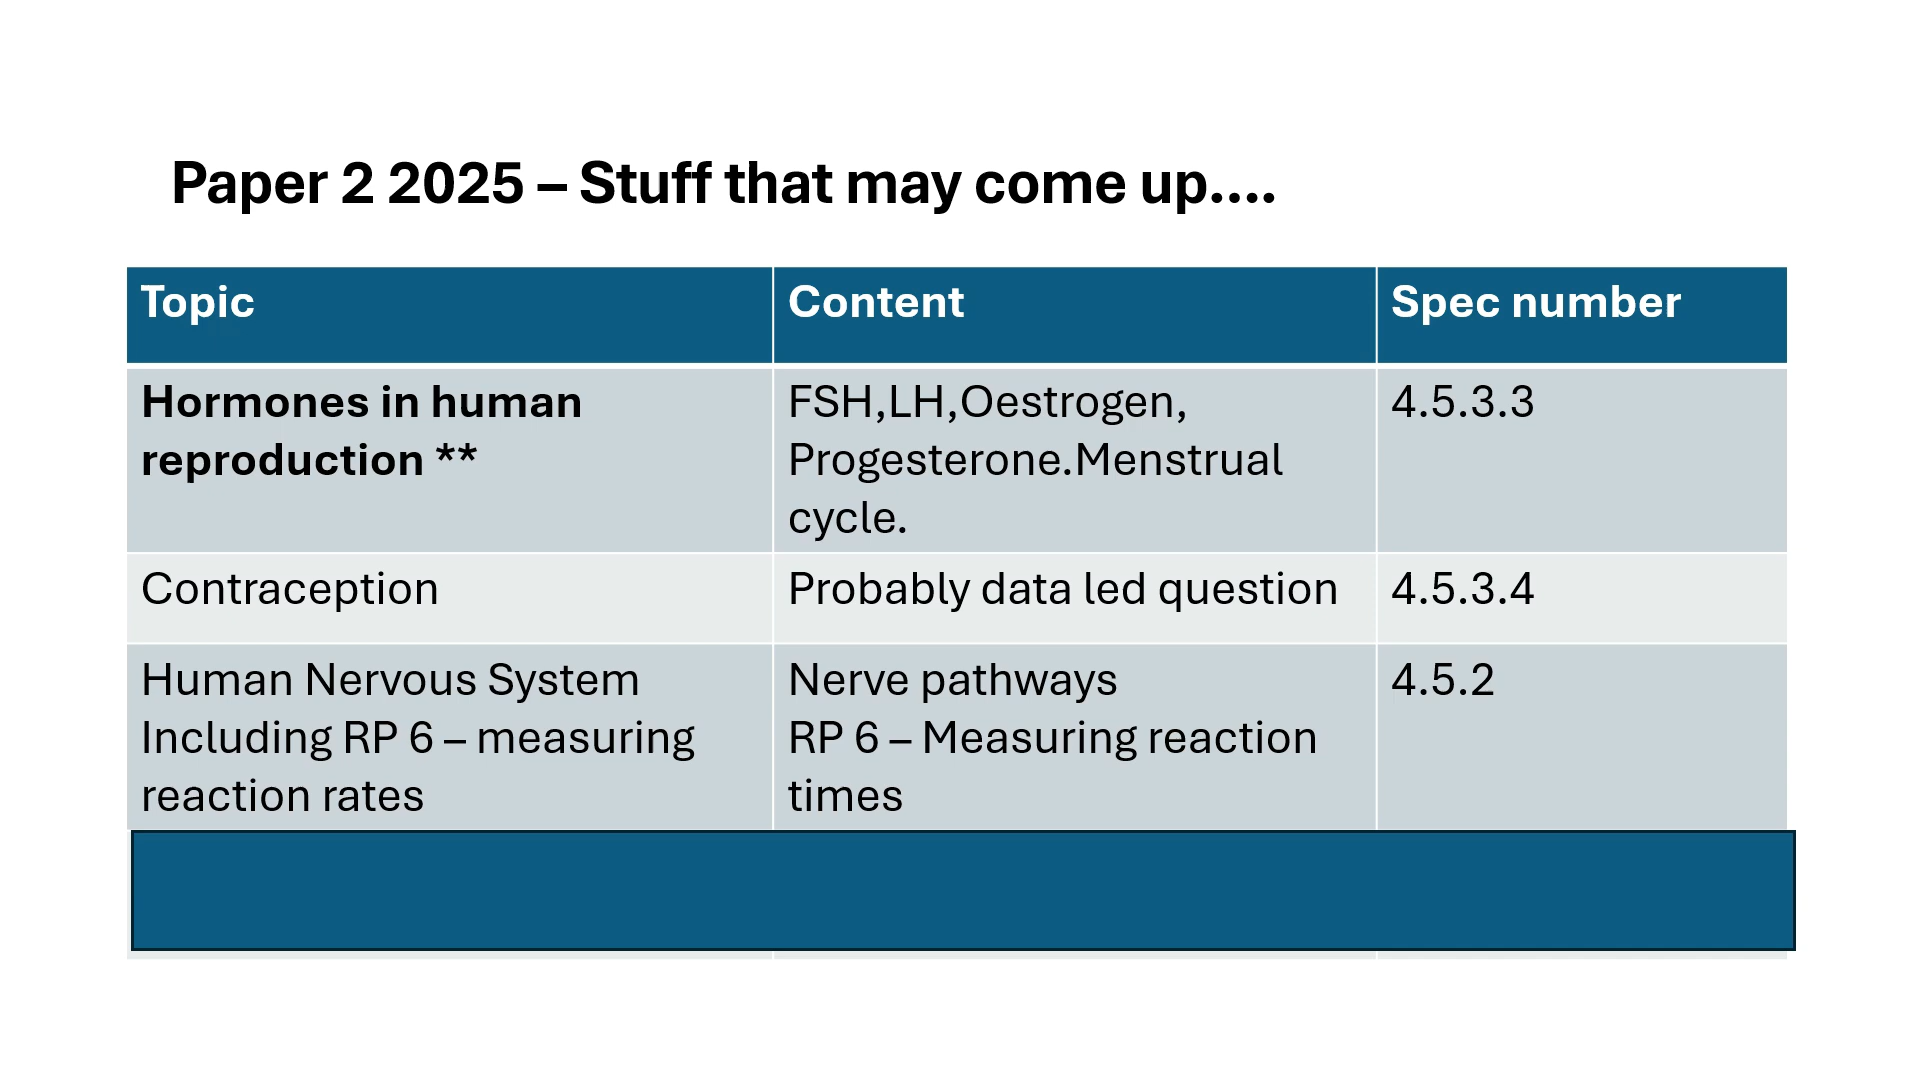 Paper 2 2025 – Stuff that may come up....
Topic
Content
Spec number
Hormones in human
reproduction **
FSH,LH,Oestrogen,
Progesterone.Menstrual
cycle.
4.5.3.3
Contraception
Probably data led question
4.5.3.4
Human Nervous System
Including RP 6 – measuring
reaction rates
Nerve pathways
RP 6 – Measuring reaction
times
4.5.2